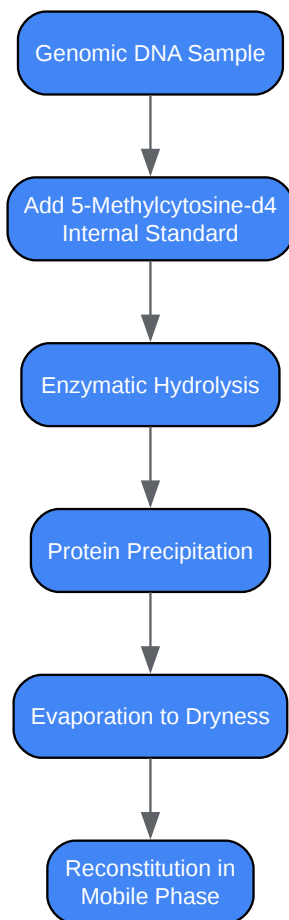 Genomic DNA Sample
Add 5-Methylcytosine-d4
Internal Standard
Enzymatic Hydrolysis
Protein Precipitation
Evaporation to Dryness
Reconstitution in
Mobile Phase